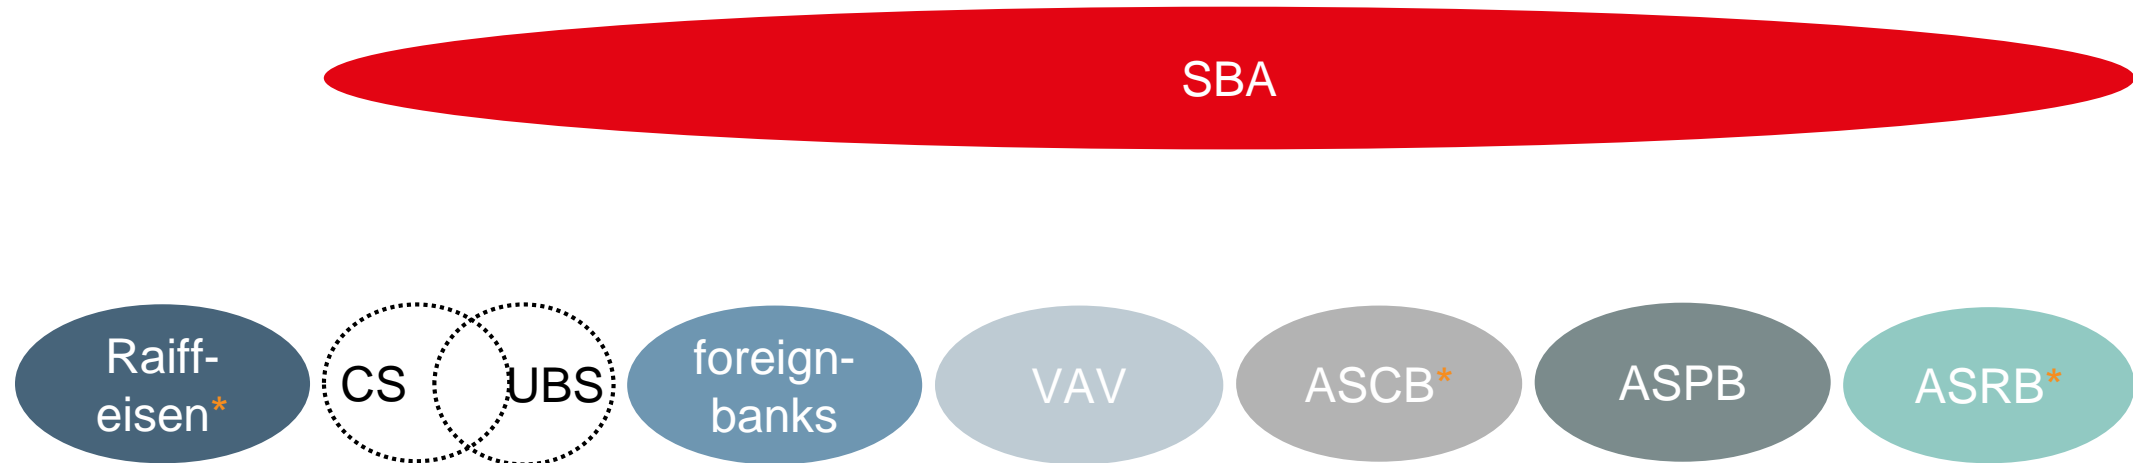 SBA
Raiff-
eisen*
CS
UBS
foreign-
banks
VAV
ASCB*
ASPB
ASRB*